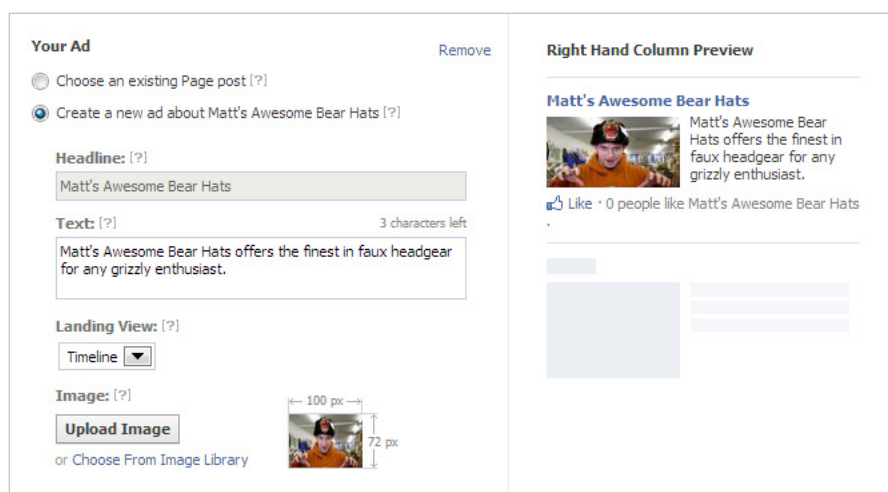 Your Ad
Remove
Choose an existing Page post [?]
Create a new ad about Matt's Awesome Bear Hats [?]
Headline: [?]
Matt's Awesome Bear Hats
Text: [?]
3 characters left
Matt's Awesome Bear Hats offers the finest in faux headgear
for any grizzly enthusiast.
Landing View: [?]
Timeline
Image: [?]
Upload Image
or Choose From Image Library
100 px
72 px
Right Hand Column Preview
Matt's Awesome Bear Hats
Matt's Awesome Bear
Hats offers the finest in
faux headgear for any
grizzly enthusiast.
Like · 0 people like Matt's Awesome Bear Hats
.